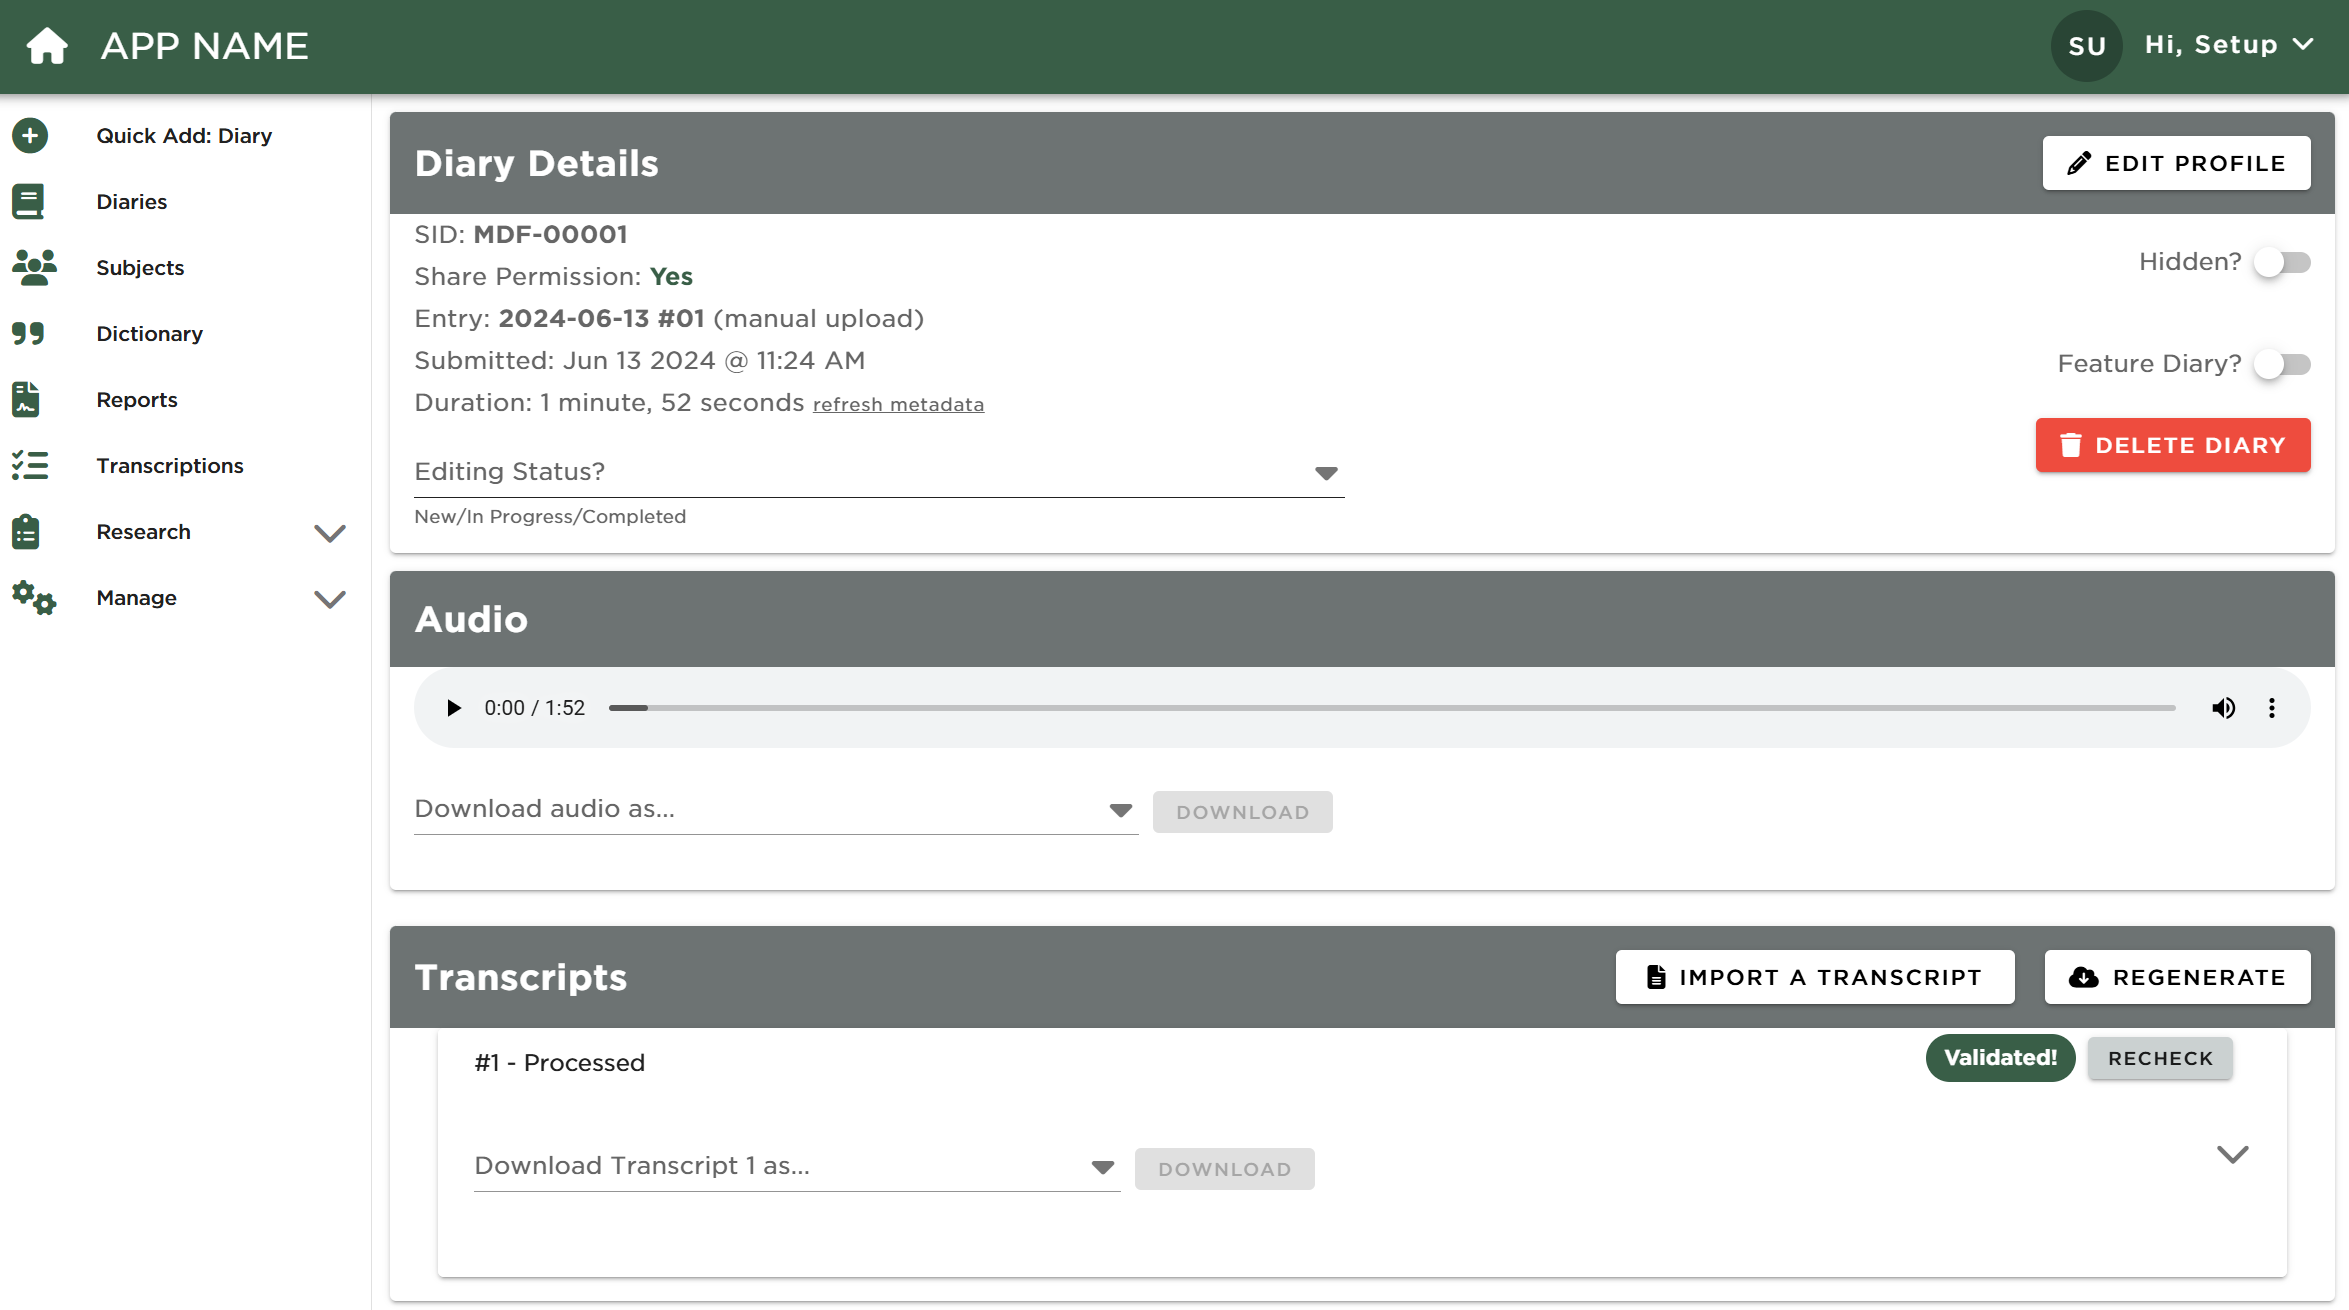 APP NAME
SU
Hi, Setup
Quick Add: Diary
Diaries
Subjects
Dictionary
Reports
Transcriptions
Research
Manage
Diary Details
EDIT PROFILE
SID: MDF-00001
Share Permission: Yes
Entry: 2024-06-13 #01 (manual upload)
Submitted: Jun 13 2024 @ 11:24 AM
Duration: 1 minute, 52 seconds refresh metadata
Hidden?
Feature Diary?
DELETE DIARY
Editing Status?
New/In Progress/Completed
Audio
0:00 / 1:52
Download audio as...
DOWNLOAD
Transcripts
IMPORT A TRANSCRIPT
REGENERATE
#1 - Processed
Validated!
RECHECK
Download Transcript 1 as...
DOWNLOAD